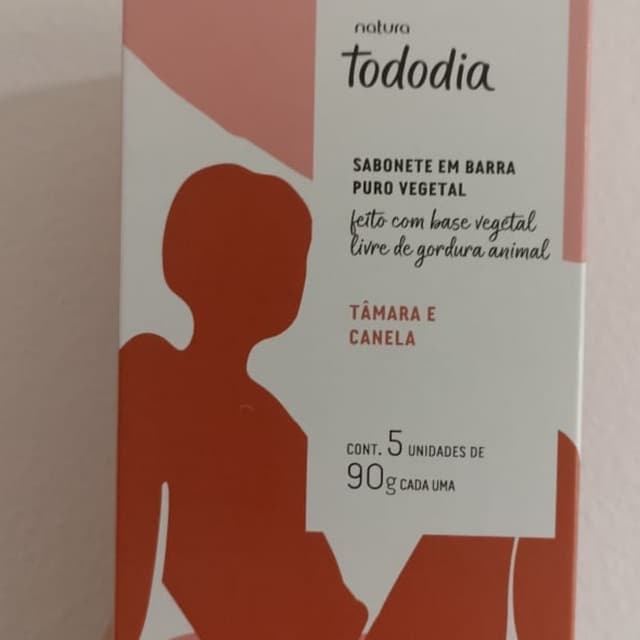 natura
tododia
SABONETE EM BARRA
PURO VEGETAL
feito com base vegetal
livre de gordura animal
TÂMARA E
CANELA
CONT. 5 UNIDADES DE
90g CADA UMA